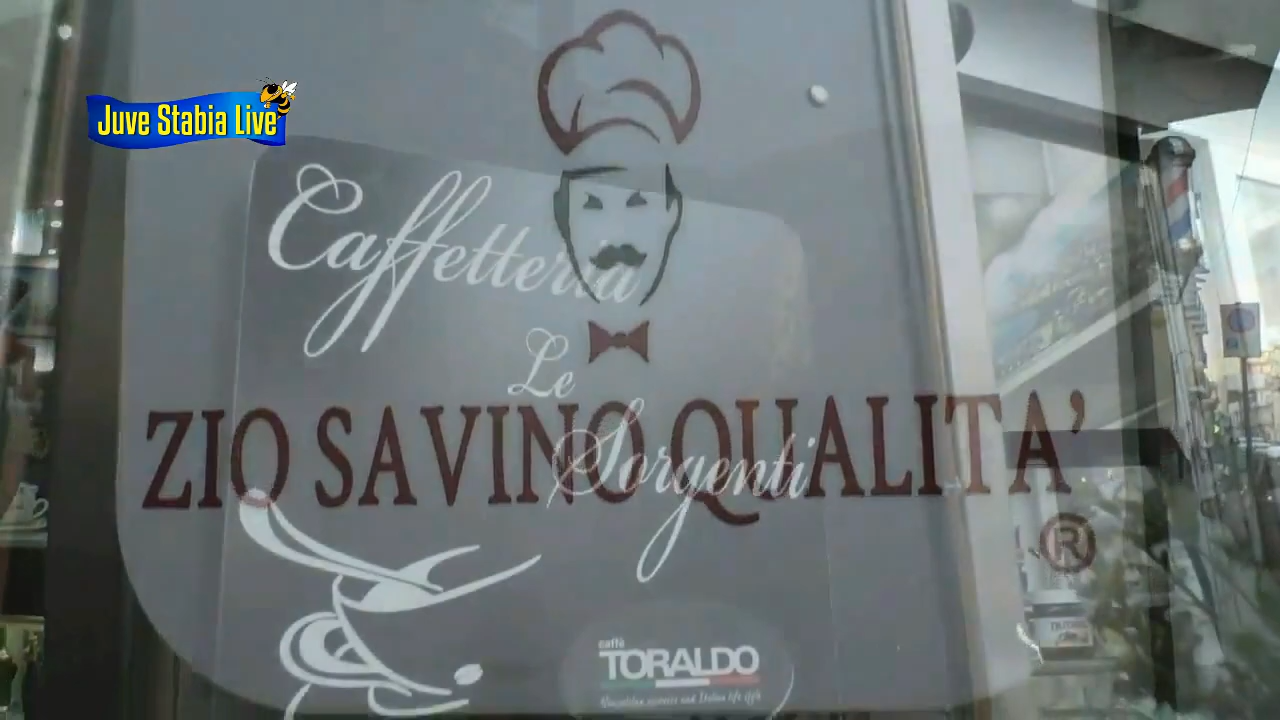 Juve Stabia Live
Caffetteria
Le
Sorgenti
ZIO SAVINO QUALITA'
®
caffè
TORALDO